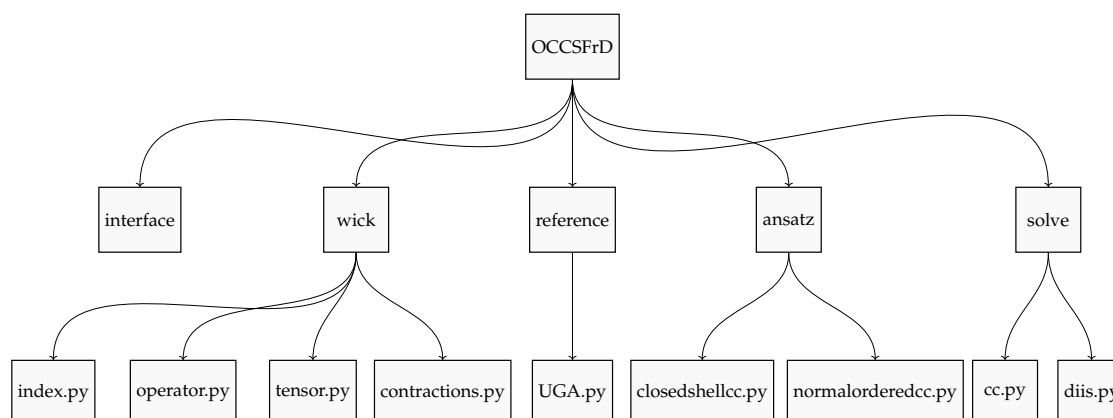 OCCSFrD
interface
wick
reference
ansatz
solve
index.py
operator.py
tensor.py
contractions.py
UGA.py
closedshellcc.py
normalorderedcc.py
cc.py
diis.py